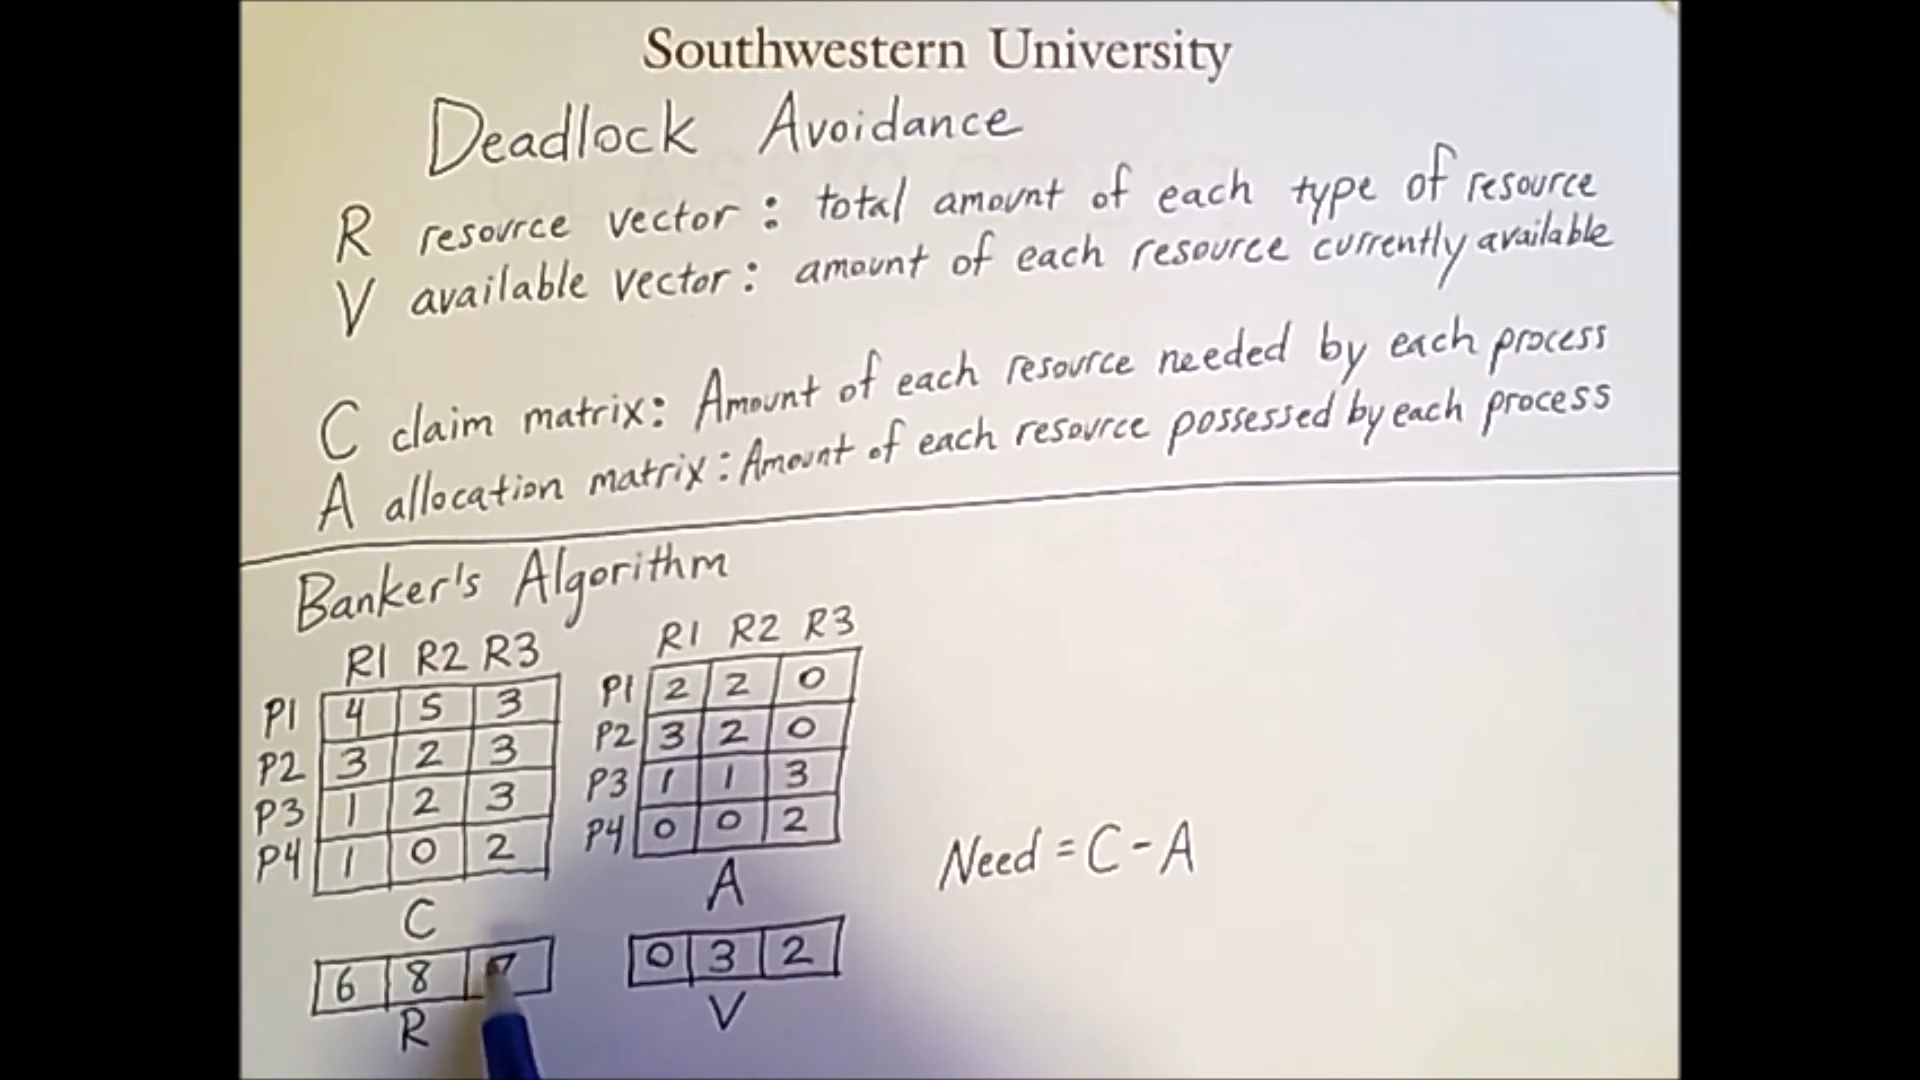 Southwestern University
Deadlock Avoidance
R resource vector: total amount of each type of resource
V available vector: amount of each resource currently available
C claim matrix: Amount of each resource needed by each process
A allocation matrix: Amount of each resource possessed by each process
Banker's Algorithm
R1 R2 R3
P1 4 5 3
P2 3 2 3
P3 1 2 3
P4 1 0 2
C
6 8 7
R
R1 R2 R3
P1 2 2 0
P2 3 2 0
P3 1 1 3
P4 0 0 2
A
0 3 2
V
Need = C - A